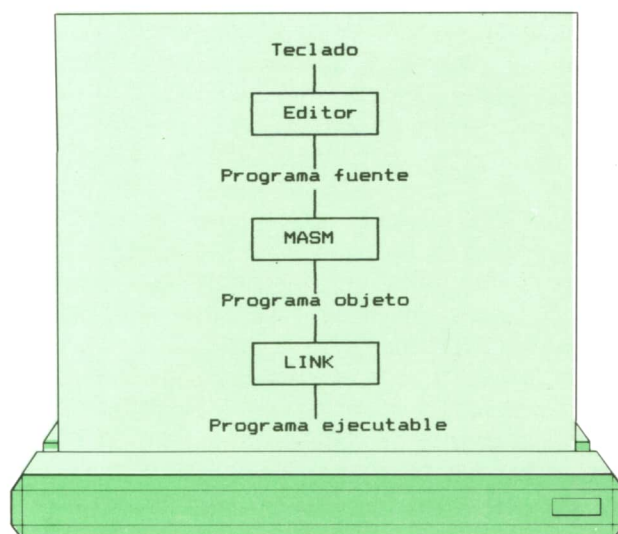 Teclado
Editor
Programa fuente
MASM
Programa objeto
LINK
Programa ejecutable